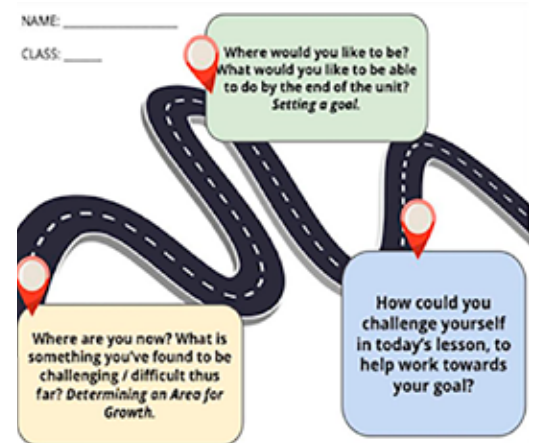 NAME: ____________________
CLASS: ______
Where would you like to be?
What would you like to be able
to do by the end of the unit?
Setting a goal.
Where are you now? What is
something you've found to be
challenging / difficult thus
far? Determining an Area for
Growth.
How could you
challenge yourself
in today's lesson, to
help work towards
your goal?